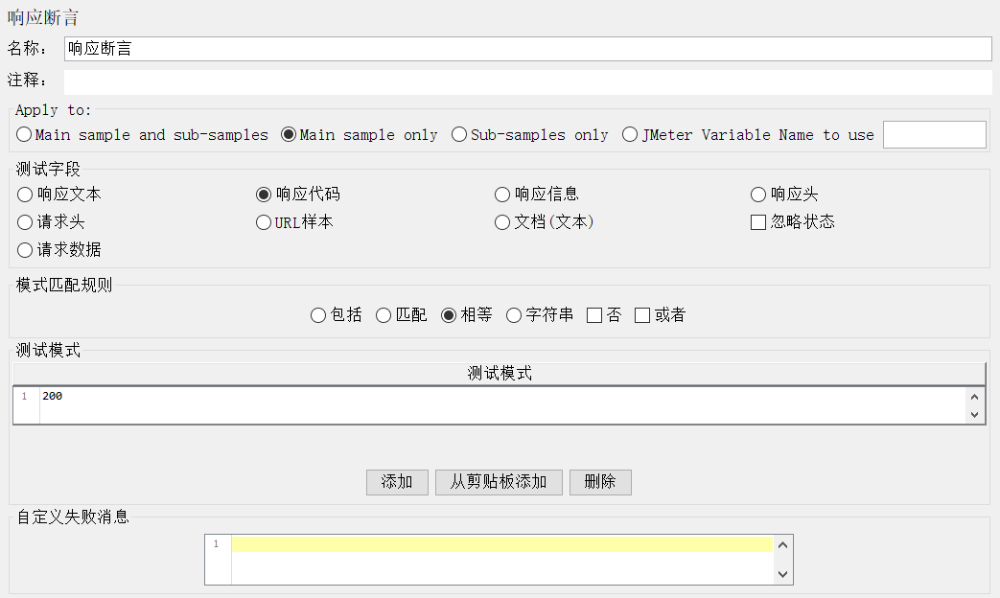 响应断言
名称： 响应断言
注释：
Apply to:
Main sample and sub-samples Main sample only Sub-samples only JMeter Variable Name to use
测试字段
响应文本 响应代码 响应信息 响应头
请求头 URL样本 文档(文本) 忽略状态
请求数据
模式匹配规则
包括 匹配 相等 字符串 否 或者
测试模式
测试模式
1 200
添加 从剪贴板添加 删除
自定义失败消息
1